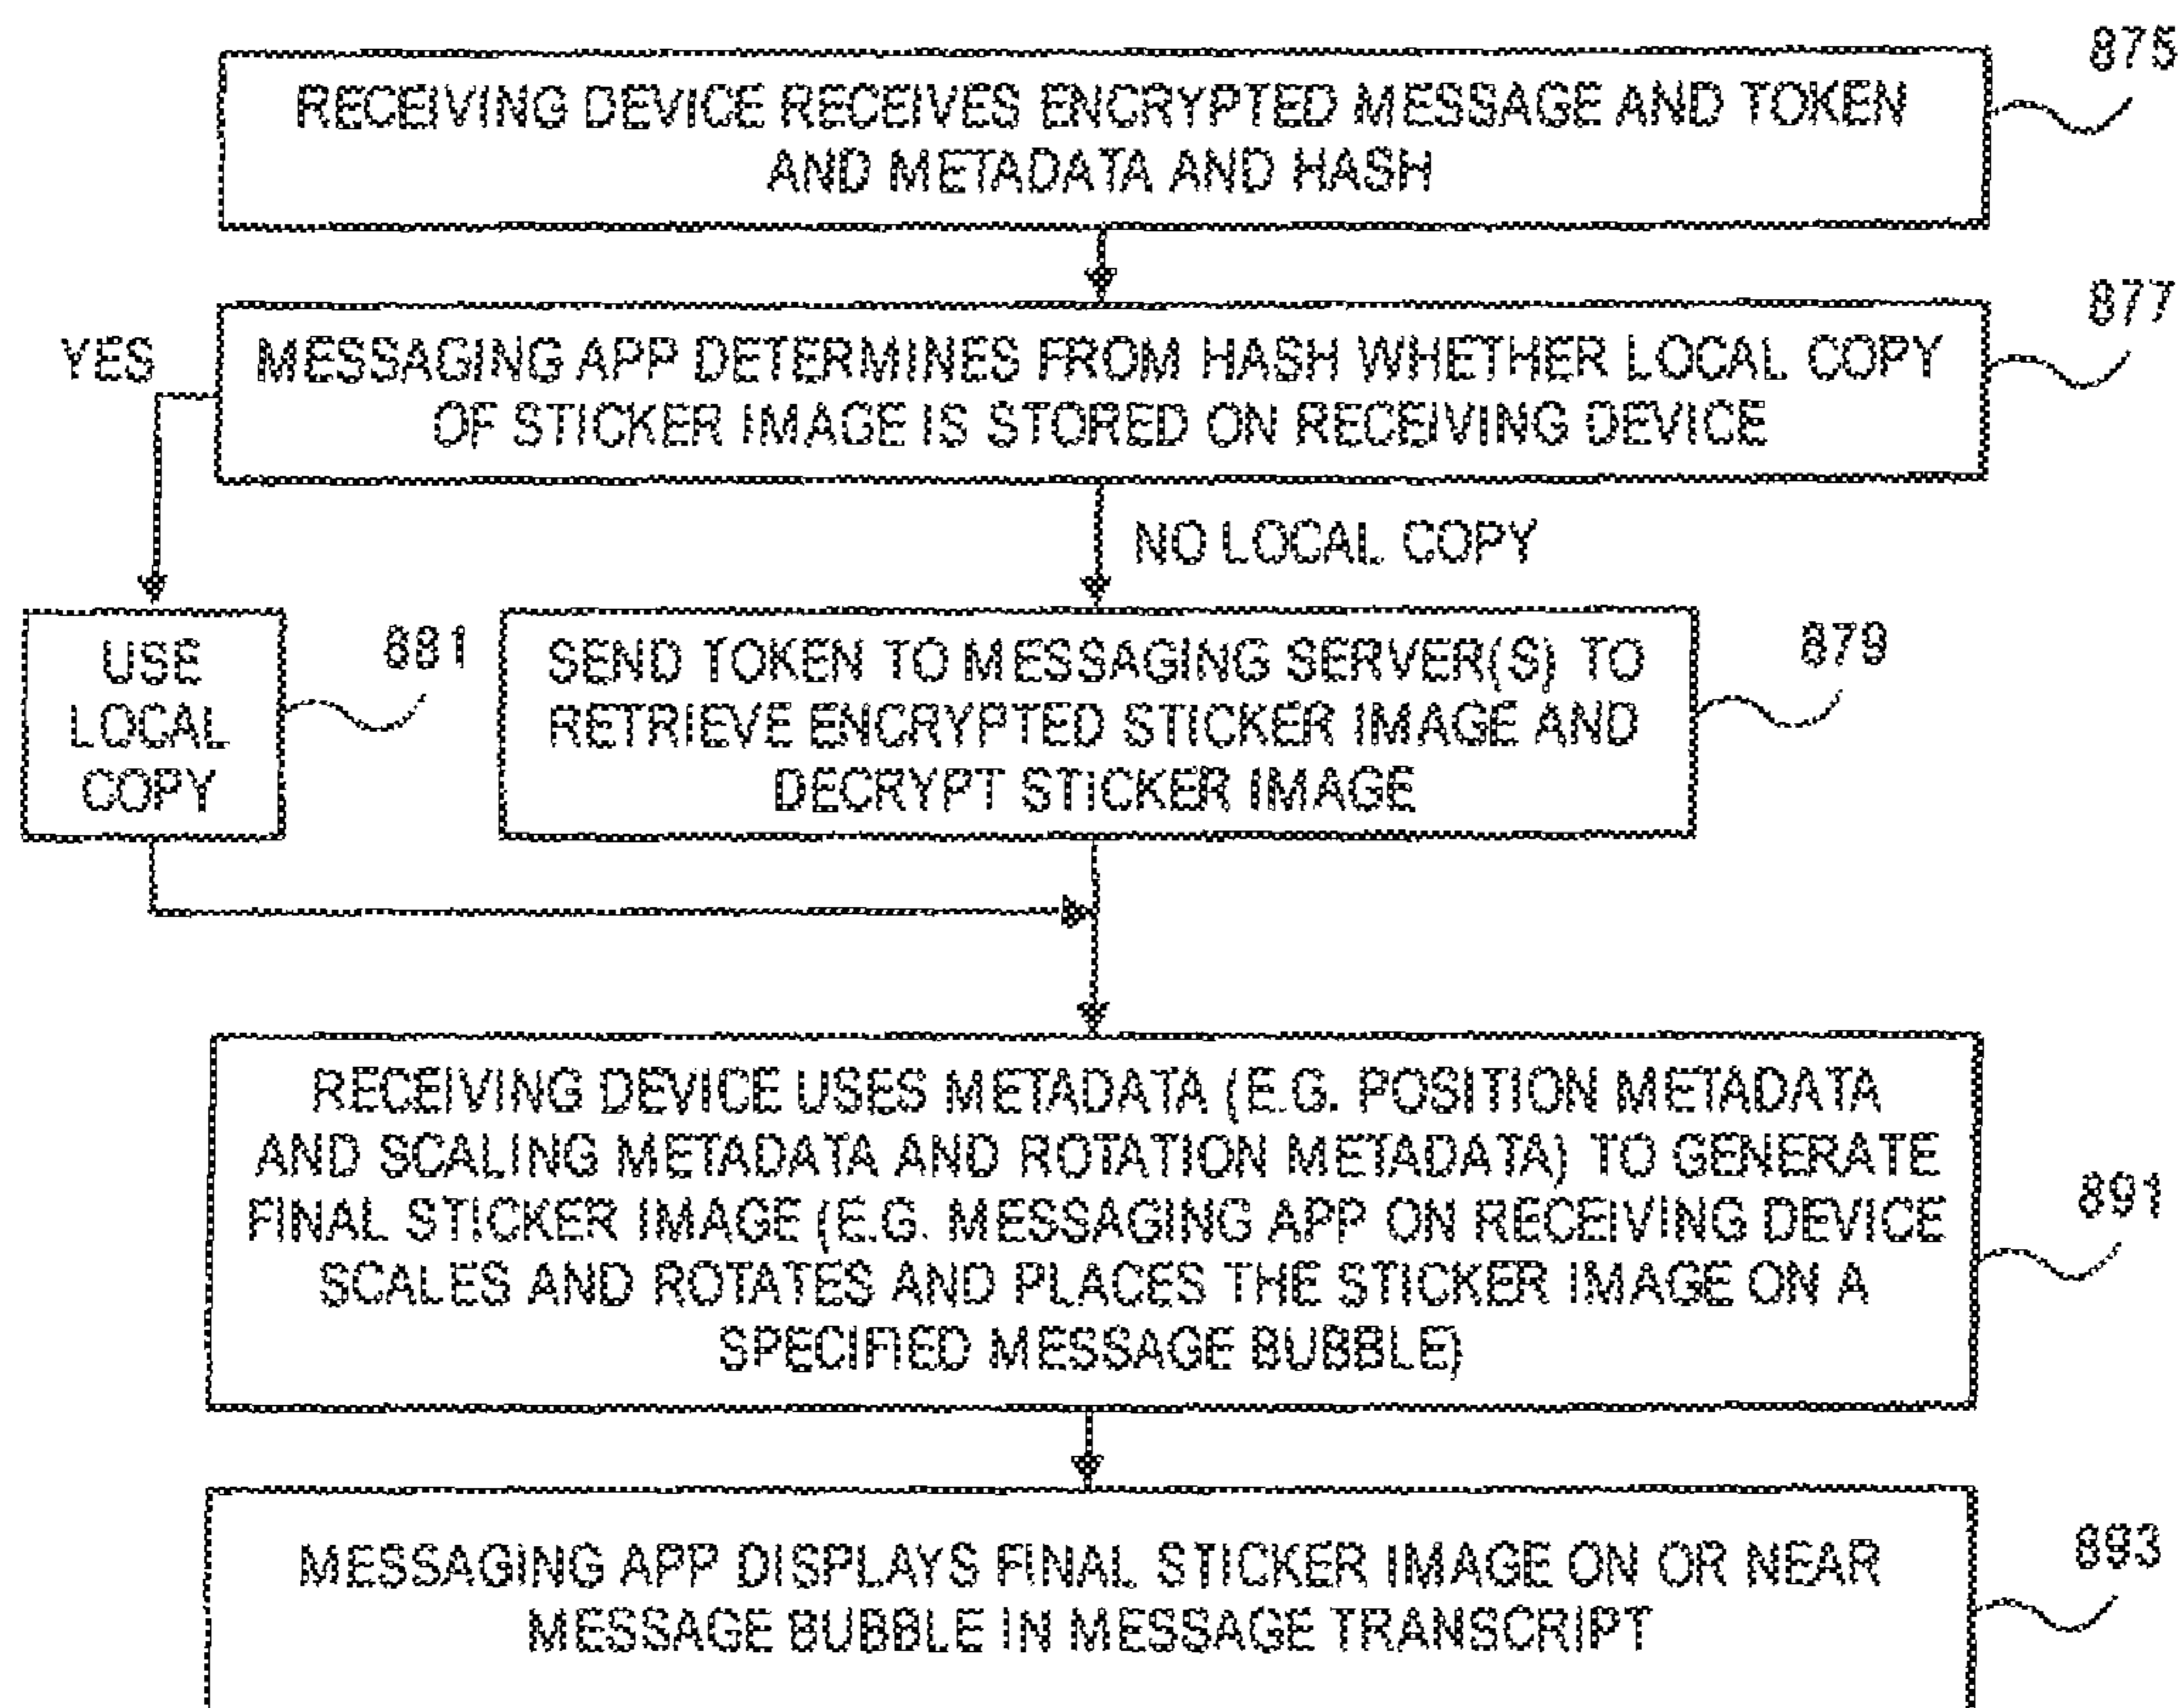 875
RECEIVING DEVICE RECEIVES ENCRYPTED MESSAGE AND TOKEN
AND METADATA AND HASH
877
YES
MESSAGING APP DETERMINES FROM HASH WHETHER LOCAL COPY
OF STICKER IMAGE IS STORED ON RECEIVING DEVICE
NO LOCAL COPY
USE
LOCAL
COPY
881
SEND TOKEN TO MESSAGING SERVER(S) TO
RETRIEVE ENCRYPTED STICKER IMAGE AND
DECRYPT STICKER IMAGE
879
RECEIVING DEVICE USES METADATA (E.G. POSITION METADATA
AND SCALING METADATA AND ROTATION METADATA) TO GENERATE
FINAL STICKER IMAGE (E.G. MESSAGING APP ON RECEIVING DEVICE
SCALES AND ROTATES AND PLACES THE STICKER IMAGE ON A
SPECIFIED MESSAGE BUBBLE)
891
MESSAGING APP DISPLAYS FINAL STICKER IMAGE ON OR NEAR
MESSAGE BUBBLE IN MESSAGE TRANSCRIPT
893